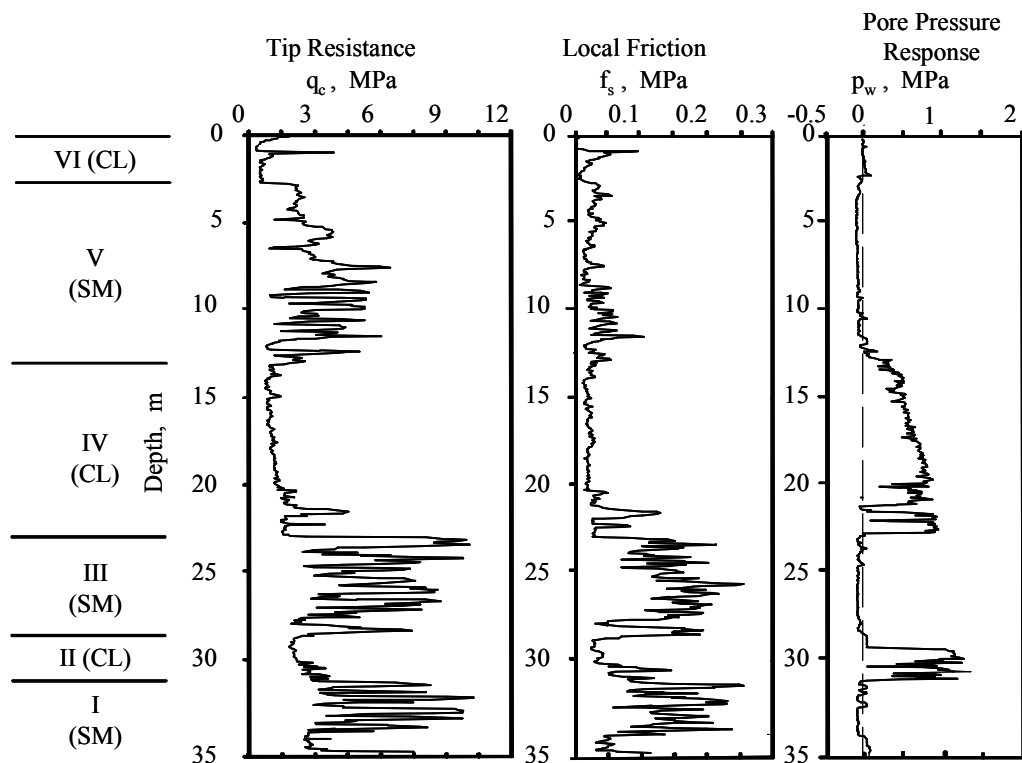 Tip Resistance
q_c , MPa
0 3 6 9 12
Local Friction
f_s , MPa
0 0.1 0.2 0.3
Pore Pressure
Response
p_w , MPa
-0.5 0 1 2
VI (CL)
V
(SM)
IV
(CL)
III
(SM)
II (CL)
I
(SM)
Depth, m
0
5
10
15
20
25
30
35
0
5
10
15
20
25
30
35
0
5
10
15
20
25
30
35